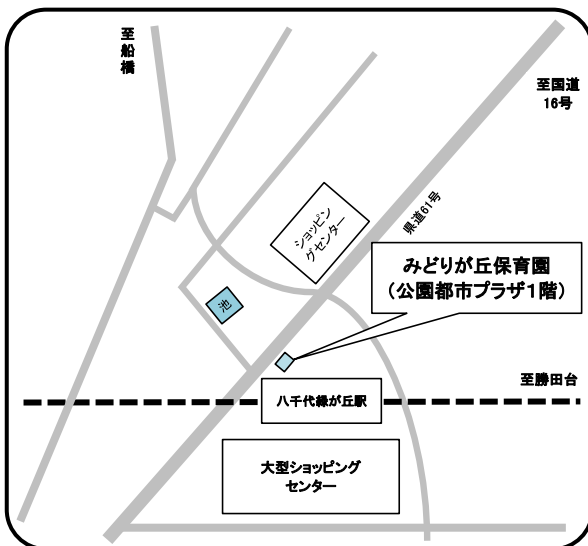 至船橋
至国道
16号
県道61号
ショッピン
グセンター
みどりが丘保育園
（公園都市プラザ1階）
池
至勝田台
八千代緑が丘駅
大型ショッピング
センター